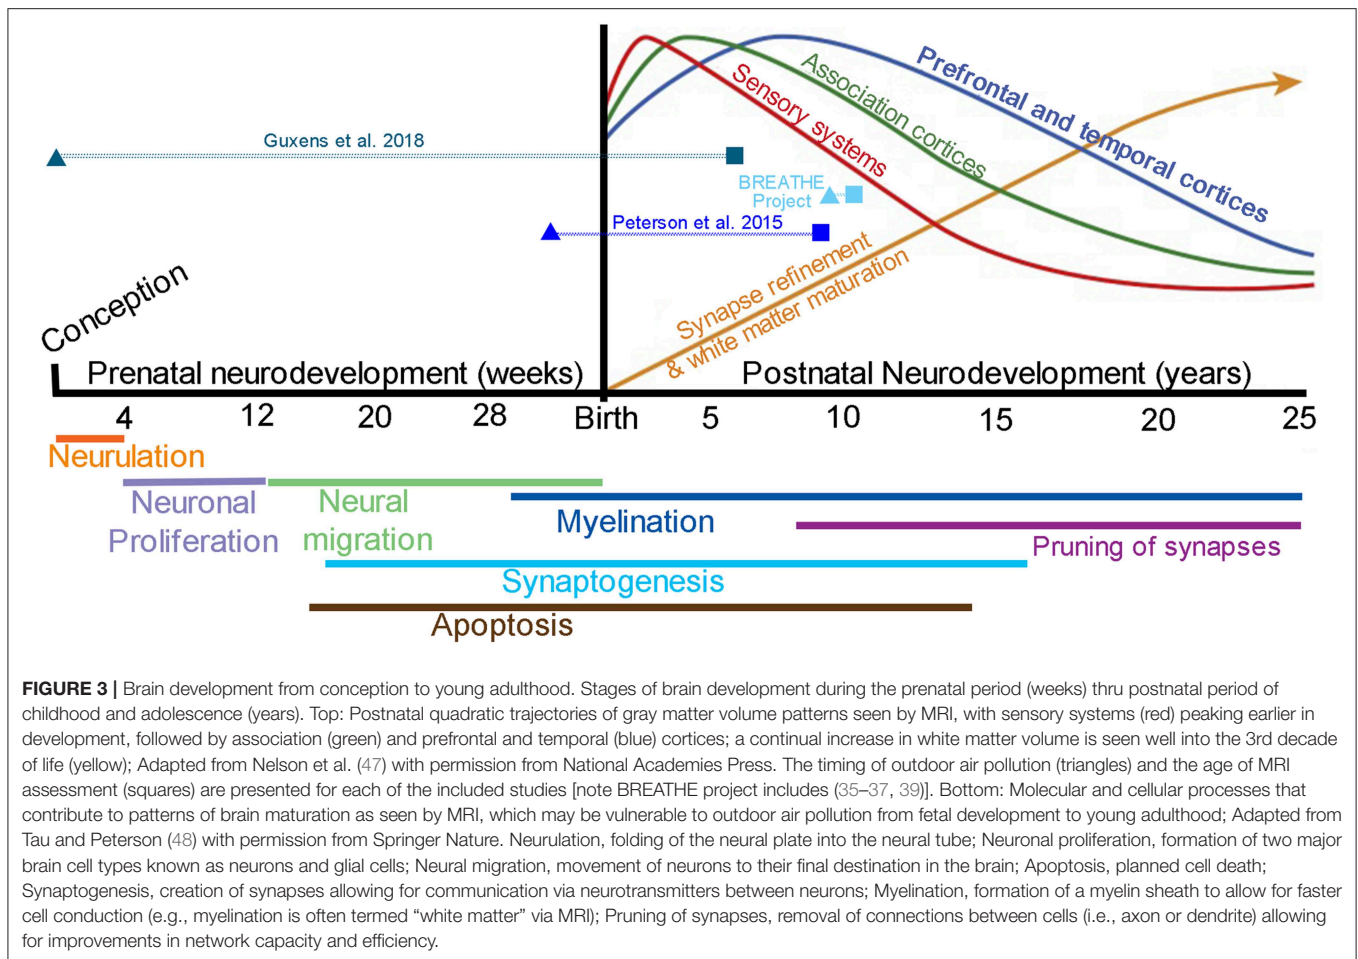 Guxens et al. 2018
BREATHE
Project
Peterson et al. 2015
Sensory systems
Association cortices
Prefrontal and temporal cortices
Synapse refinement
& white matter maturation
Conception
Prenatal neurodevelopment (weeks)
Postnatal Neurodevelopment (years)
4 12 20 28 Birth 5 10 15 20 25
Neurulation
Neuronal
Proliferation
Neural
migration
Myelination
Pruning of synapses
Synaptogenesis
Apoptosis
FIGURE 3 | Brain development from conception to young adulthood. Stages of brain development during the prenatal period (weeks) thru postnatal period of
childhood and adolescence (years). Top: Postnatal quadratic trajectories of gray matter volume patterns seen by MRI, with sensory systems (red) peaking earlier in
development, followed by association (green) and prefrontal and temporal (blue) cortices; a continual increase in white matter volume is seen well into the 3rd decade
of life (yellow); Adapted from Nelson et al. (47) with permission from National Academies Press. The timing of outdoor air pollution (triangles) and the age of MRI
assessment (squares) are presented for each of the included studies [note BREATHE project includes (35–37, 39)]. Bottom: Molecular and cellular processes that
contribute to patterns of brain maturation as seen by MRI, which may be vulnerable to outdoor air pollution from fetal development to young adulthood; Adapted from
Tau and Peterson (48) with permission from Springer Nature. Neurulation, folding of the neural plate into the neural tube; Neuronal proliferation, formation of two major
brain cell types known as neurons and glial cells; Neural migration, movement of neurons to their final destination in the brain; Apoptosis, planned cell death;
Synaptogenesis, creation of synapses allowing for communication via neurotransmitters between neurons; Myelination, formation of a myelin sheath to allow for faster
cell conduction (e.g., myelination is often termed “white matter” via MRI); Pruning of synapses, removal of connections between cells (i.e., axon or dendrite) allowing
for improvements in network capacity and efficiency.